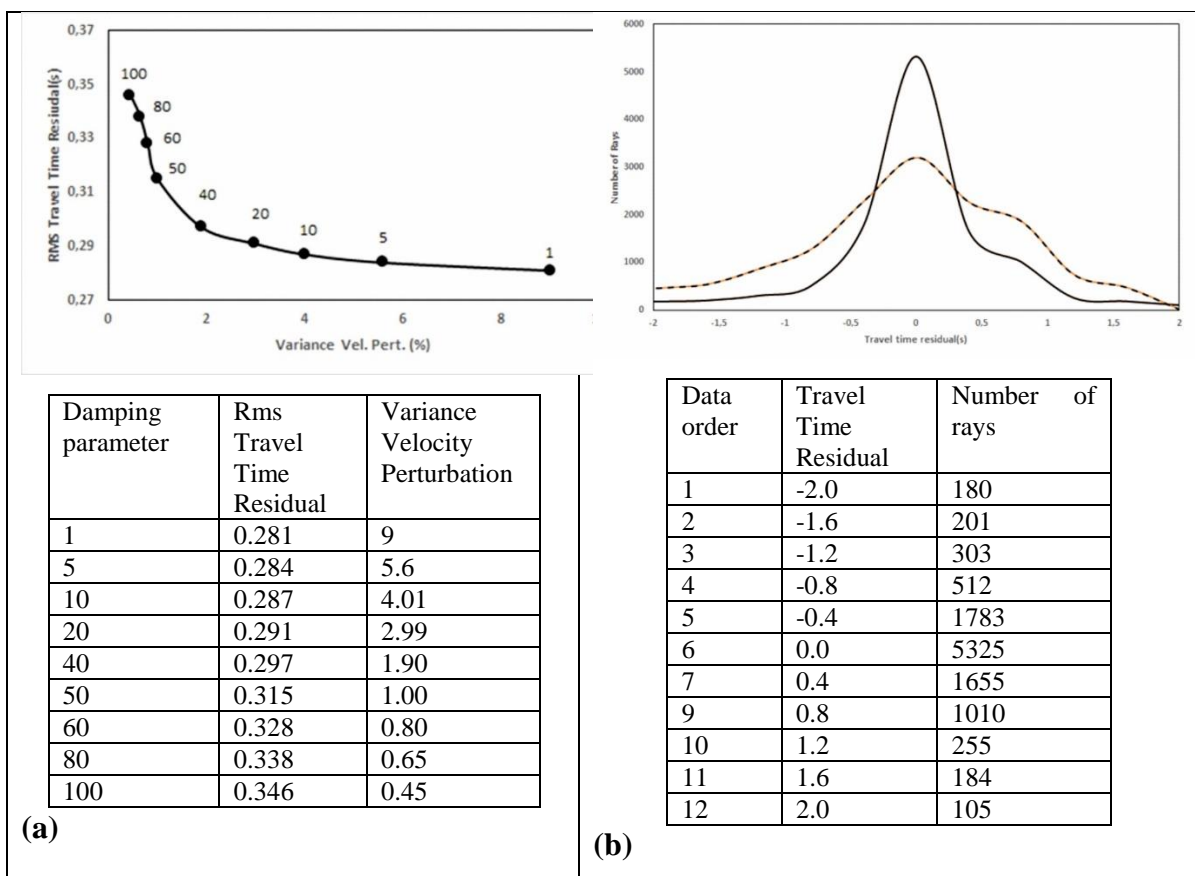 0,37
0,35
0,33
0,31
0,29
0,27
RMS Travel Time Resiudal(s)
100
80
60
50
40
20
10
5
1
0 2 4 6 8
Variance Vel. Pert. (%)
6000
5000
4000
3000
2000
1000
0
Number of Rays
-2 -1,5 -1 -0,5 0 0,5 1 1,5 2
Travel time residual(s)
Damping parameter Rms Travel Time Residual Variance Velocity Perturbation
1 0.281 9
5 0.284 5.6
10 0.287 4.01
20 0.291 2.99
40 0.297 1.90
50 0.315 1.00
60 0.328 0.80
80 0.338 0.65
100 0.346 0.45
(a)
Data order Travel Time Residual Number of rays
1 -2.0 180
2 -1.6 201
3 -1.2 303
4 -0.8 512
5 -0.4 1783
6 0.0 5325
7 0.4 1655
9 0.8 1010
10 1.2 255
11 1.6 184
12 2.0 105
(b)